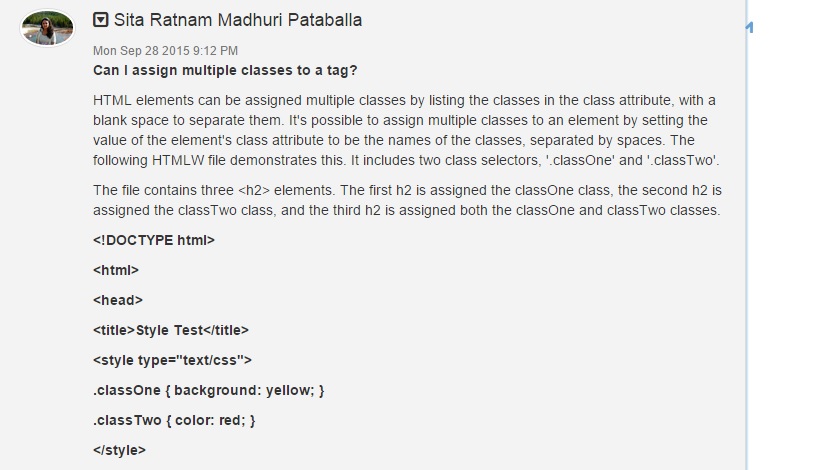 Sita Ratnam Madhuri Pataballa
Mon Sep 28 2015 9:12 PM
Can I assign multiple classes to a tag?
HTML elements can be assigned multiple classes by listing the classes in the class attribute, with a
blank space to separate them. It's possible to assign multiple classes to an element by setting the
value of the element's class attribute to be the names of the classes, separated by spaces. The
following HTMLW file demonstrates this. It includes two class selectors, '.classOne' and '.classTwo'.
The file contains three <h2> elements. The first h2 is assigned the classOne class, the second h2 is
assigned the classTwo class, and the third h2 is assigned both the classOne and classTwo classes.
<!DOCTYPE html>
<html>
<head>
<title>Style Test</title>
<style type="text/css">
.classOne { background: yellow; }
.classTwo { color: red; }
</style>